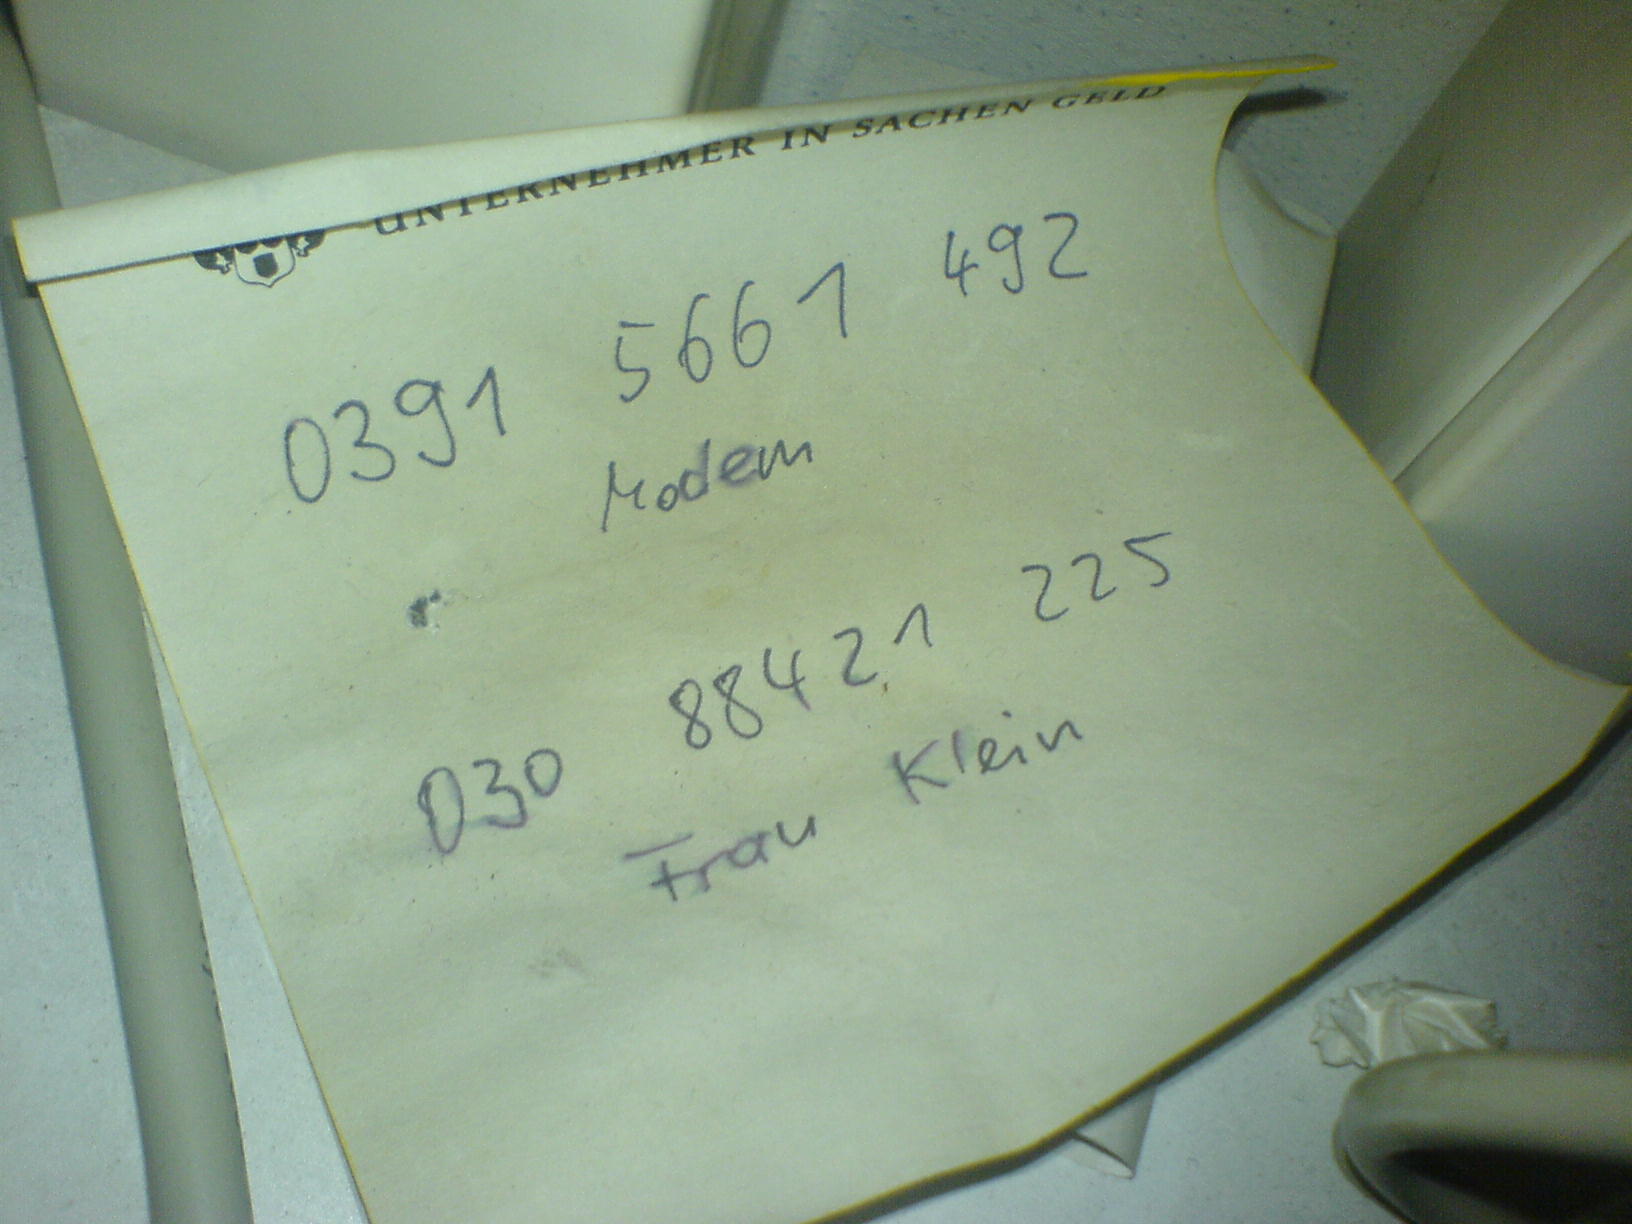 UNTERNEHMER IN SACHEN GELD
0391 5661 492
Modem
030 88421 225
Frau Klein